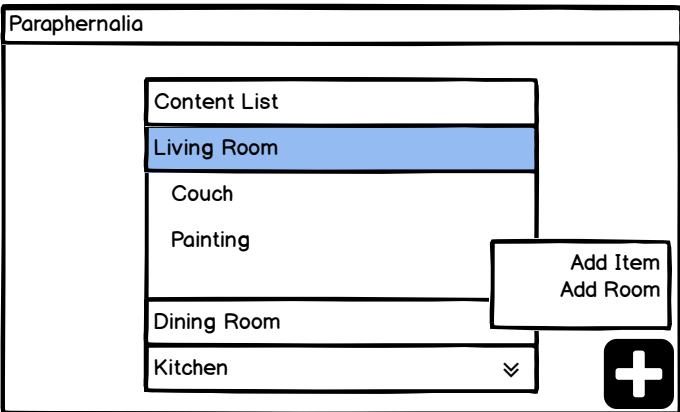 Paraphernalia
Content List
Living Room
Couch
Painting
Add Item
Add Room
Dining Room
Kitchen